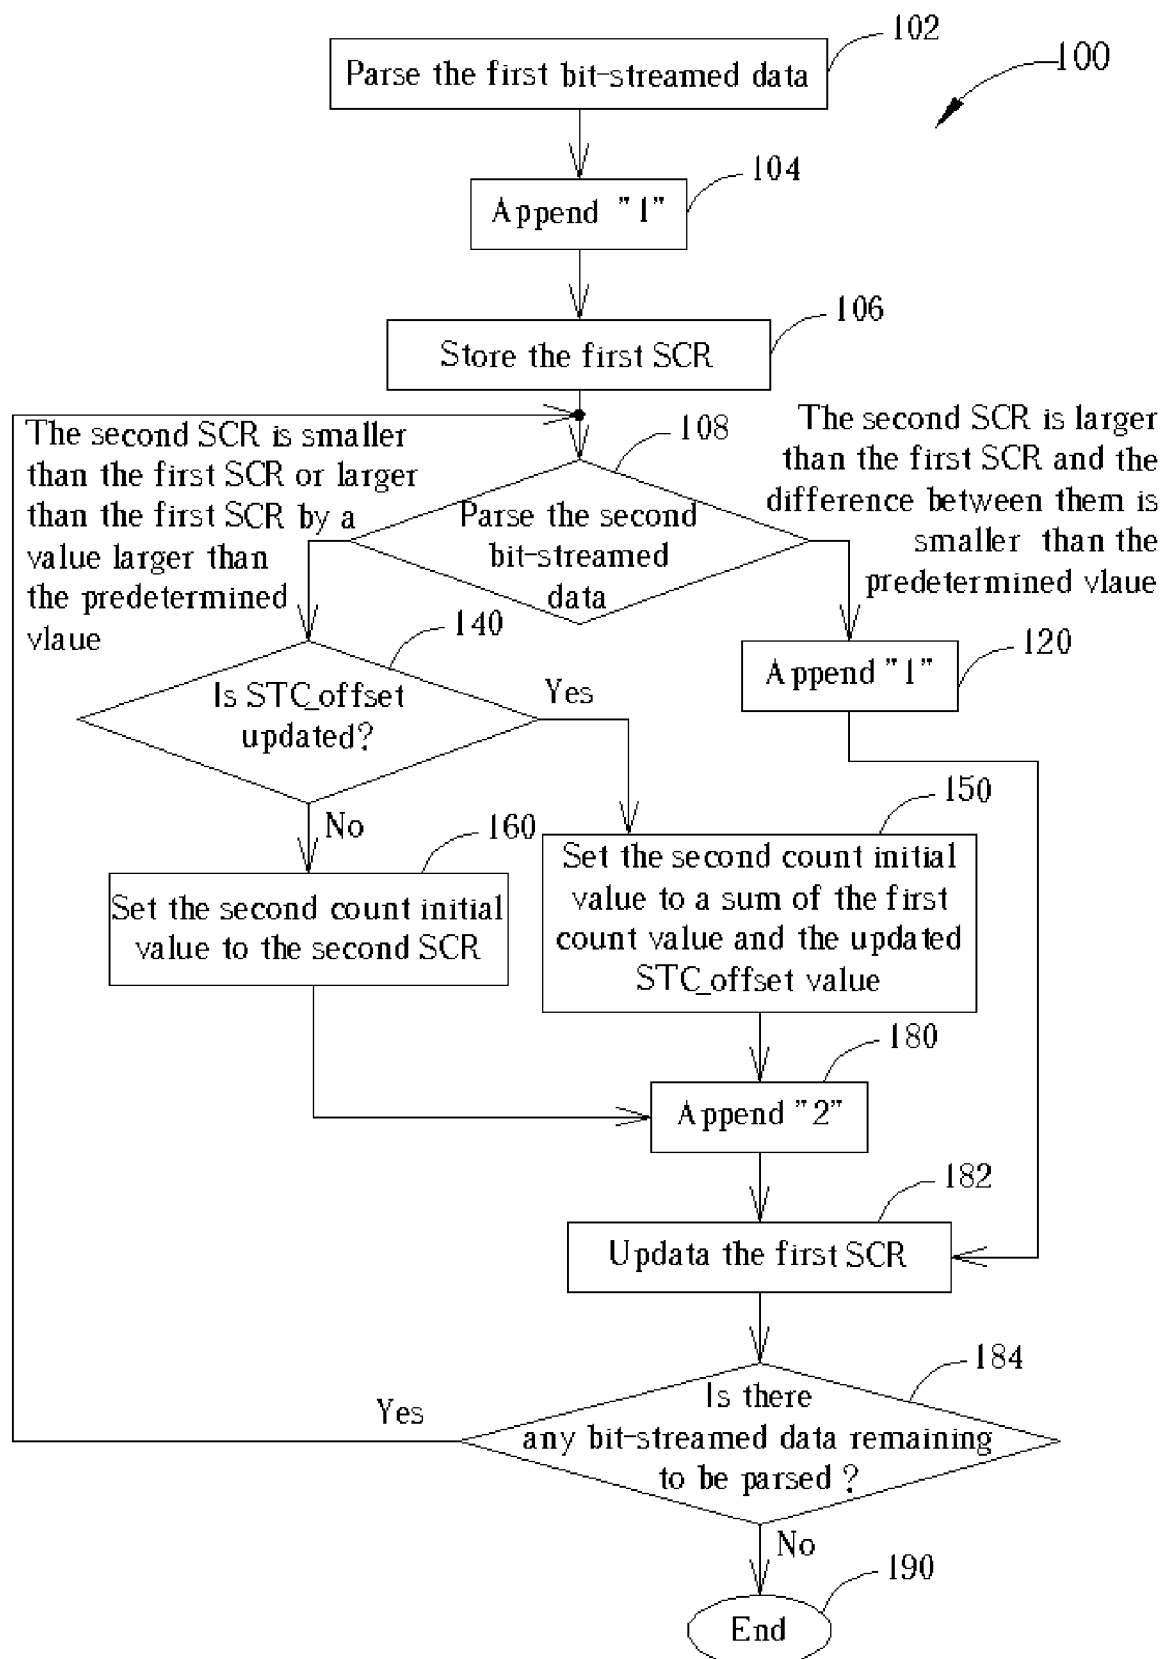 102
Parse the first bit-streamed data
100
104
Append "1"
106
Store the first SCR
The second SCR is smaller
than the first SCR or larger
than the first SCR by a
value larger than
the predetermined
vlaue
108
Parse the second
bit-streamed
data
The second SCR is larger
than the first SCR and the
difference between them is
smaller than the
predetermined vlaue
140
Is STC_offset
updated?
Yes
No
120
Append "1"
160
Set the second count initial
value to the second SCR
150
Set the second count initial
value to a sum of the first
count value and the updated
STC_offset value
180
Append "2"
182
Updata the first SCR
184
Is there
any bit-streamed data remaining
to be parsed ?
Yes
No
190
End